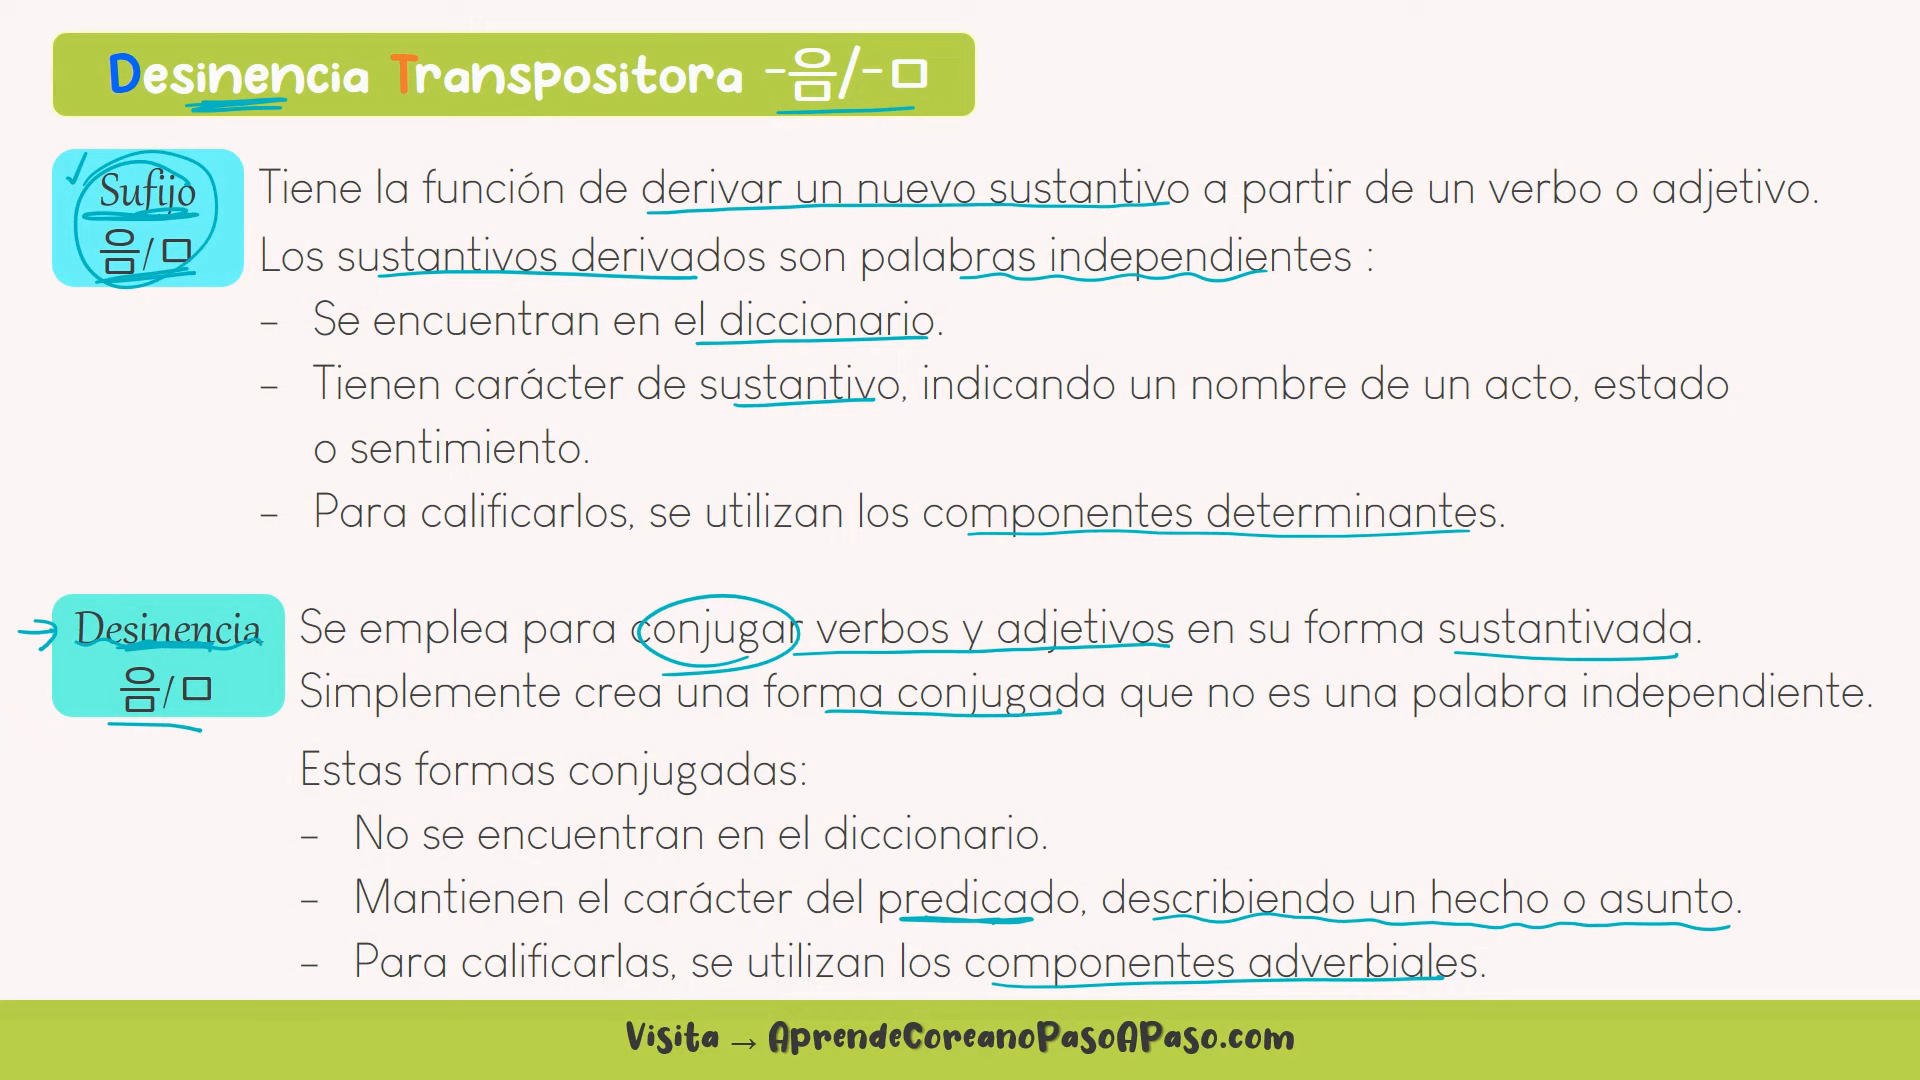 Desinencia Transpositora -음/-ㅁ
Sufijo
음/ㅁ
Tiene la función de derivar un nuevo sustantivo a partir de un verbo o adjetivo.
Los sustantivos derivados son palabras independientes :
- Se encuentran en el diccionario.
- Tienen carácter de sustantivo, indicando un nombre de un acto, estado
o sentimiento.
- Para calificarlos, se utilizan los componentes determinantes.
Desinencia
음/ㅁ
Se emplea para conjugar verbos y adjetivos en su forma sustantivada.
Simplemente crea una forma conjugada que no es una palabra independiente.
Estas formas conjugadas:
- No se encuentran en el diccionario.
- Mantienen el carácter del predicado, describiendo un hecho o asunto.
- Para calificarlas, se utilizan los componentes adverbiales.
Visita → AprendeCoreanoPasoAPaso.com